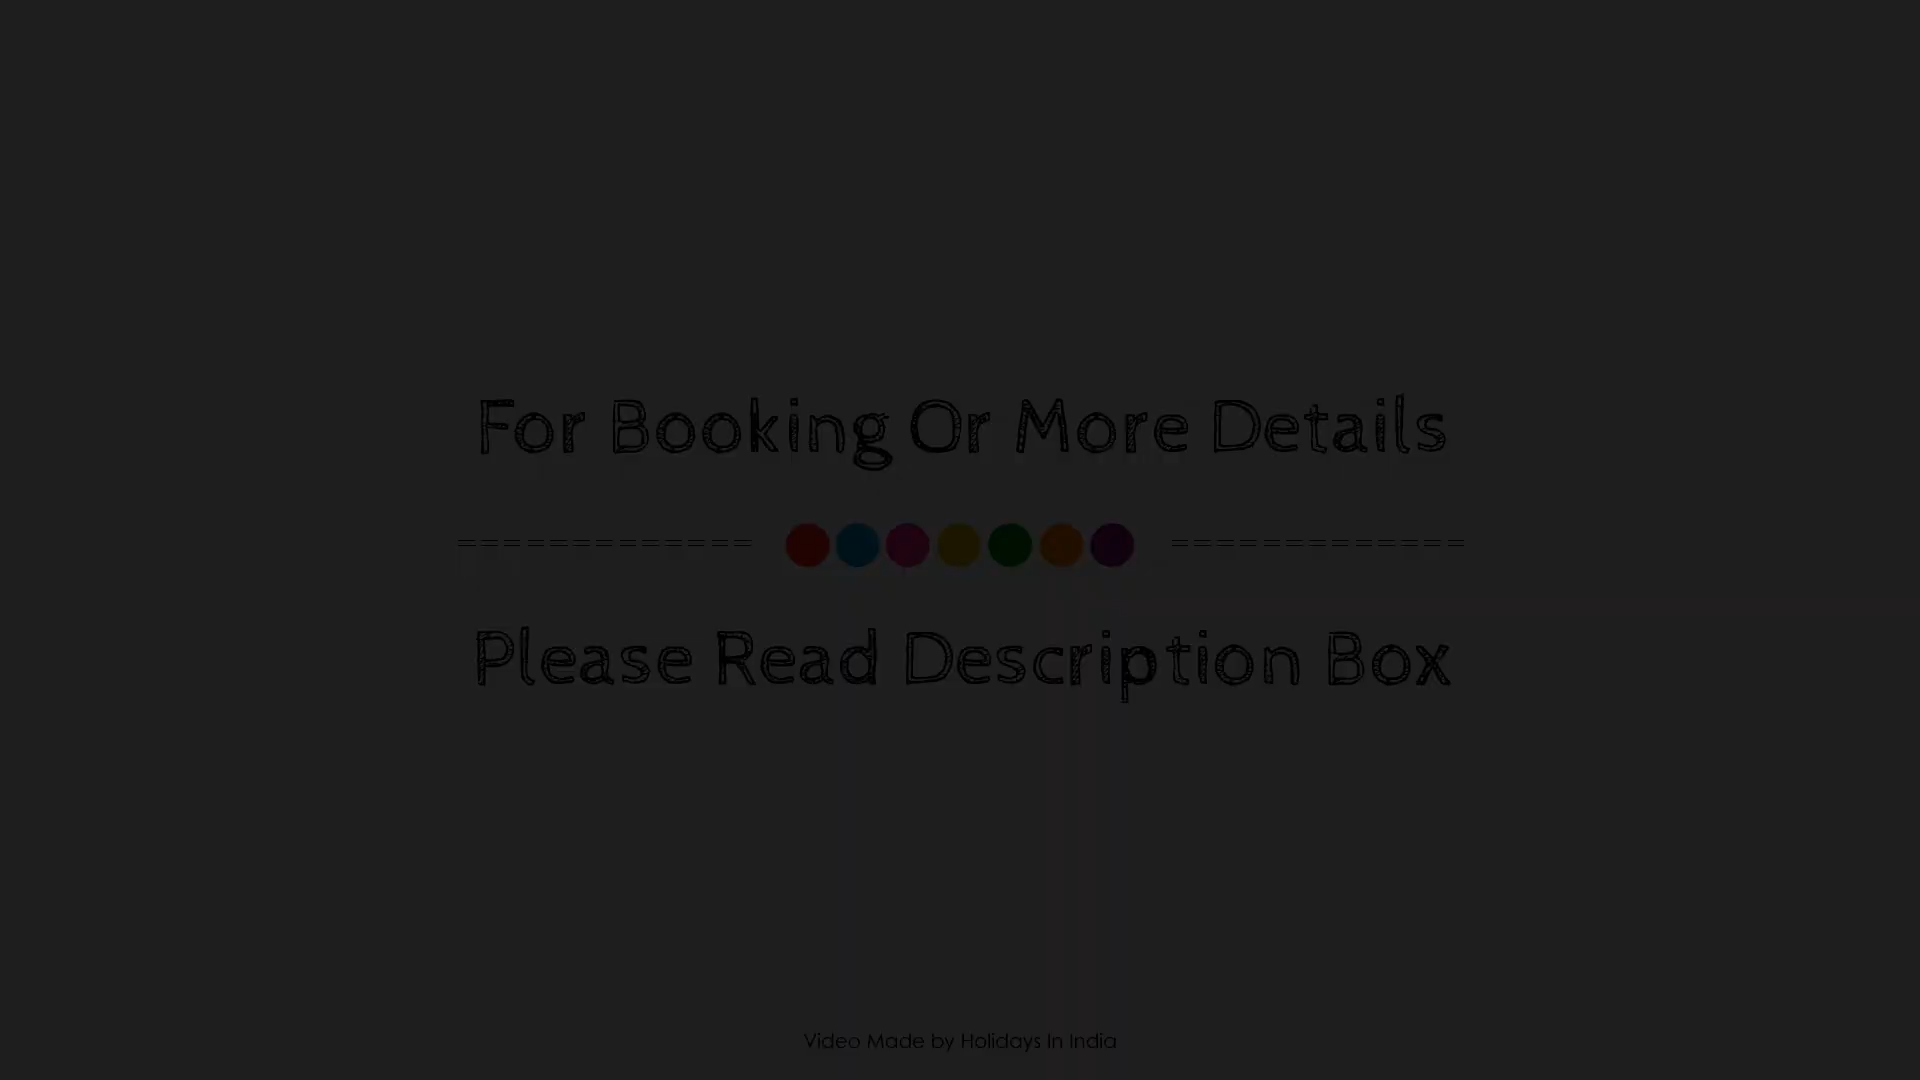 For Booking Or More Details
============= =============
Please Read Description Box
Video Made by Holidays In India